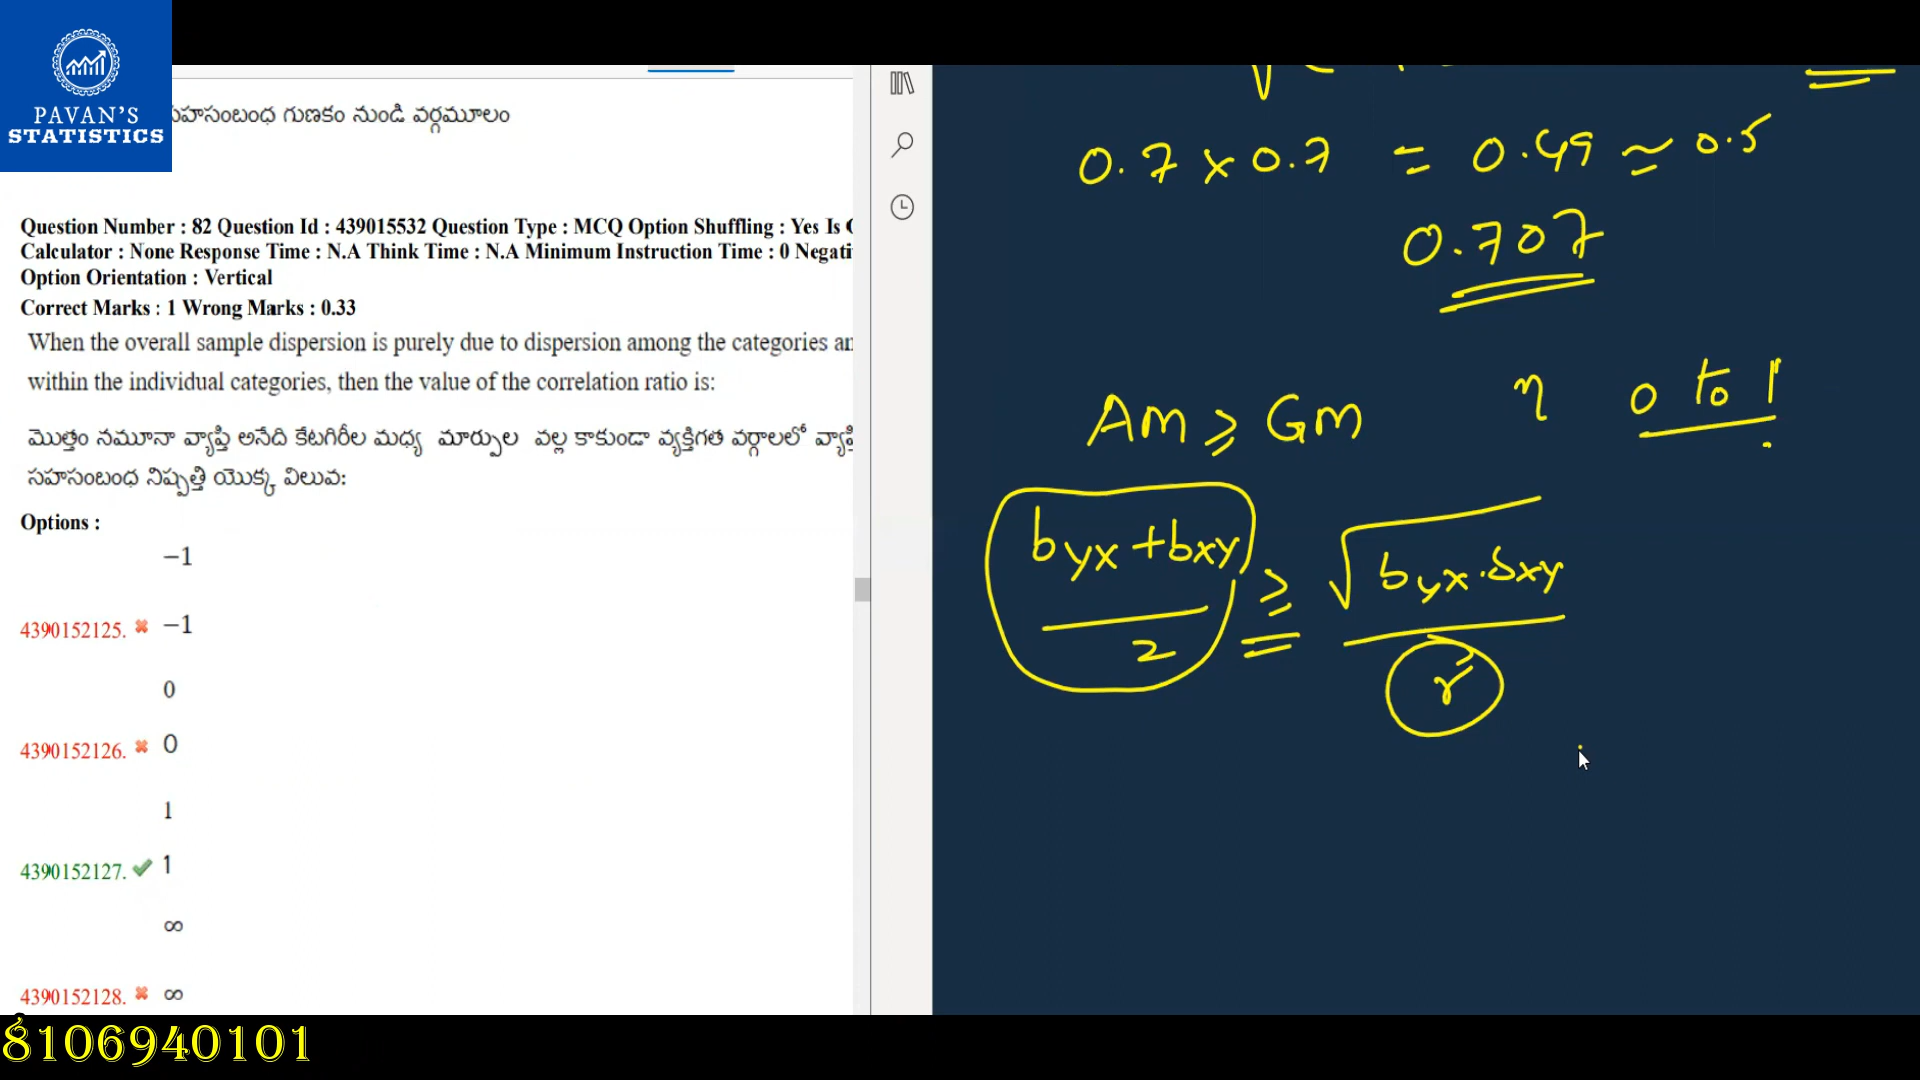 PAVAN'S
STATISTICS
సహసంబంధ గుణకం నుండి వర్గమూలం
Question Number : 82 Question Id : 439015532 Question Type : MCQ Option Shuffling : Yes Is
Calculator : None Response Time : N.A Think Time : N.A Minimum Instruction Time : 0 Negati
Option Orientation : Vertical
Correct Marks : 1 Wrong Marks : 0.33
When the overall sample dispersion is purely due to dispersion among the categories an
within the individual categories, then the value of the correlation ratio is:
మొత్తం నమూనా వ్యాప్తి అనేది కేటగిరీల మధ్య మార్పుల వల్ల కాకుండా వ్యక్తిగత వర్గాలలో
సహసంబంధ నిష్పత్తి యొక్క విలువ:
Options :
−1
4390152125. ✖ −1
0
4390152126. ✖ 0
1
4390152127. ✔ 1
∞
4390152128. ✖ ∞
0.7 × 0.7 = 0.49 ≃ 0.5
0.707
Am ≥ Gm η 0 to 1
byx + bxy / 2 ≥ √byx.bxy
r
8106940101